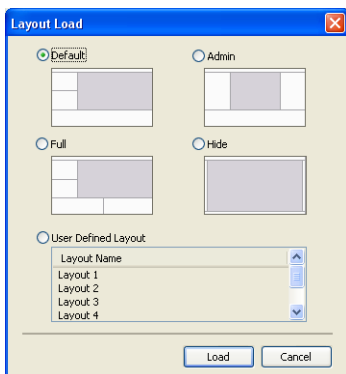 Layout Load
Default
Admin
Full
Hide
User Defined Layout
Layout Name
Layout 1
Layout 2
Layout 3
Layout 4
Load
Cancel